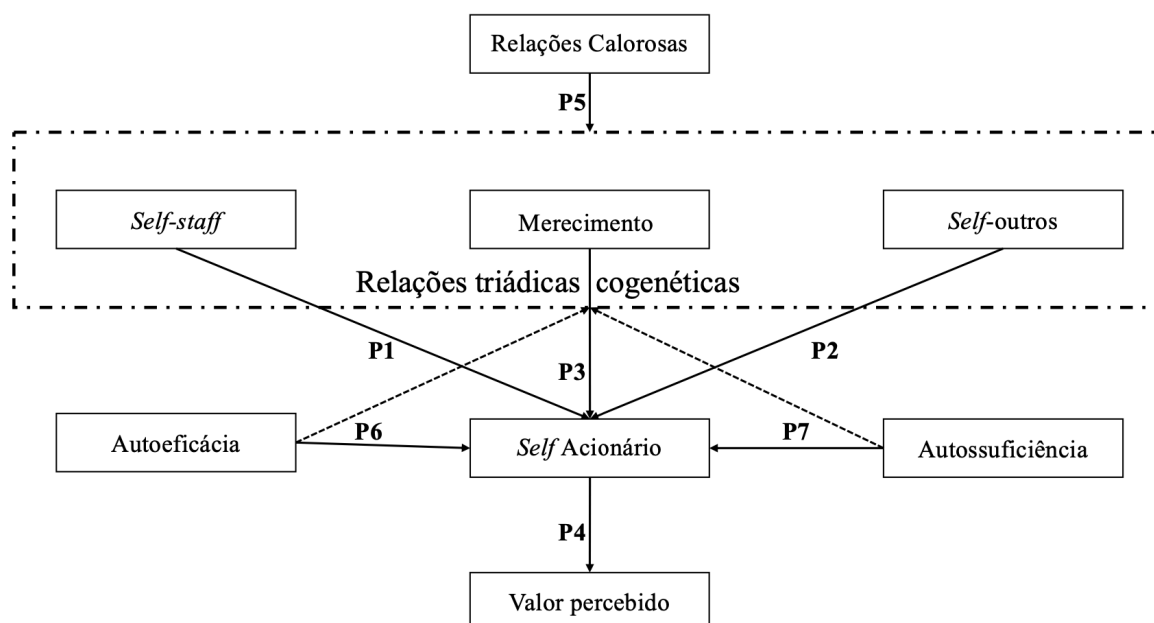 Relações Calorosas
P5
Self-staff
Merecimento
Self-outros
Relações triádicas cogenéticas
P1
P3
P2
Autoeficácia
P6
Self Acionário
P7
Autossuficiência
P4
Valor percebido